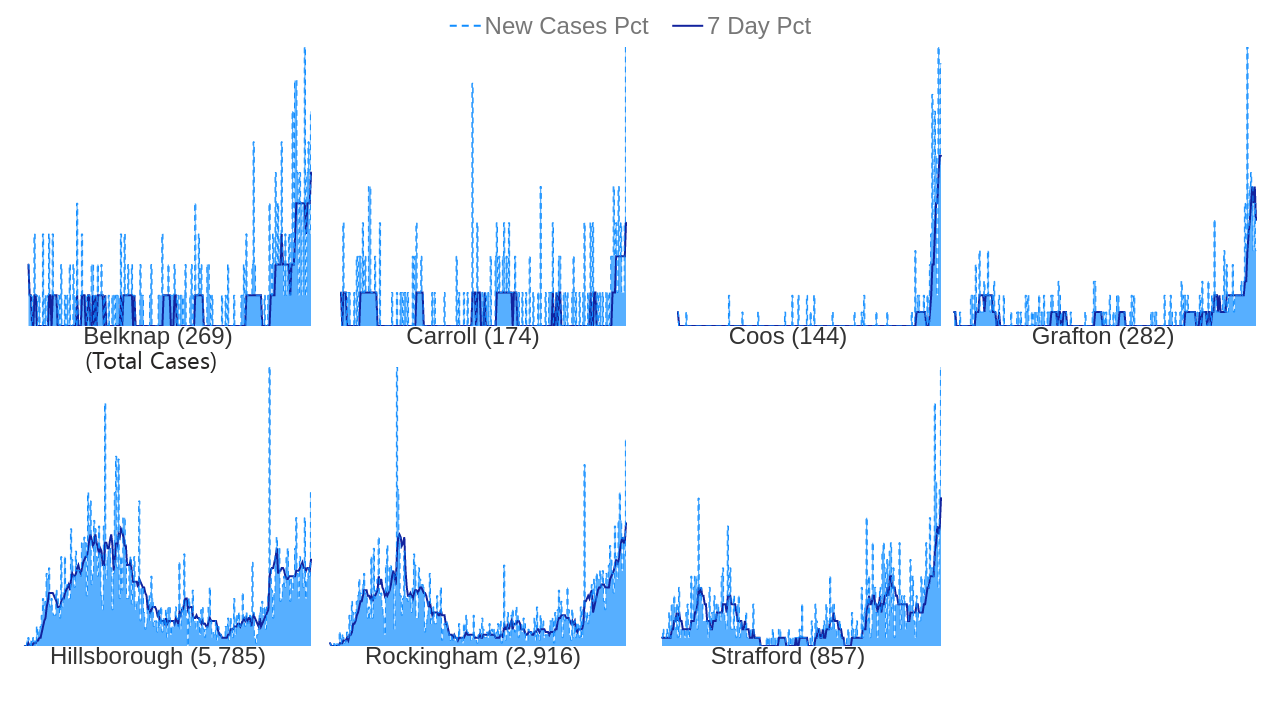 New Cases Pct 7 Day Pct
Belknap (269) Carroll (174) Coos (144) Grafton (282)
(Total Cases)
Hillsborough (5,785) Rockingham (2,916) Strafford (857)